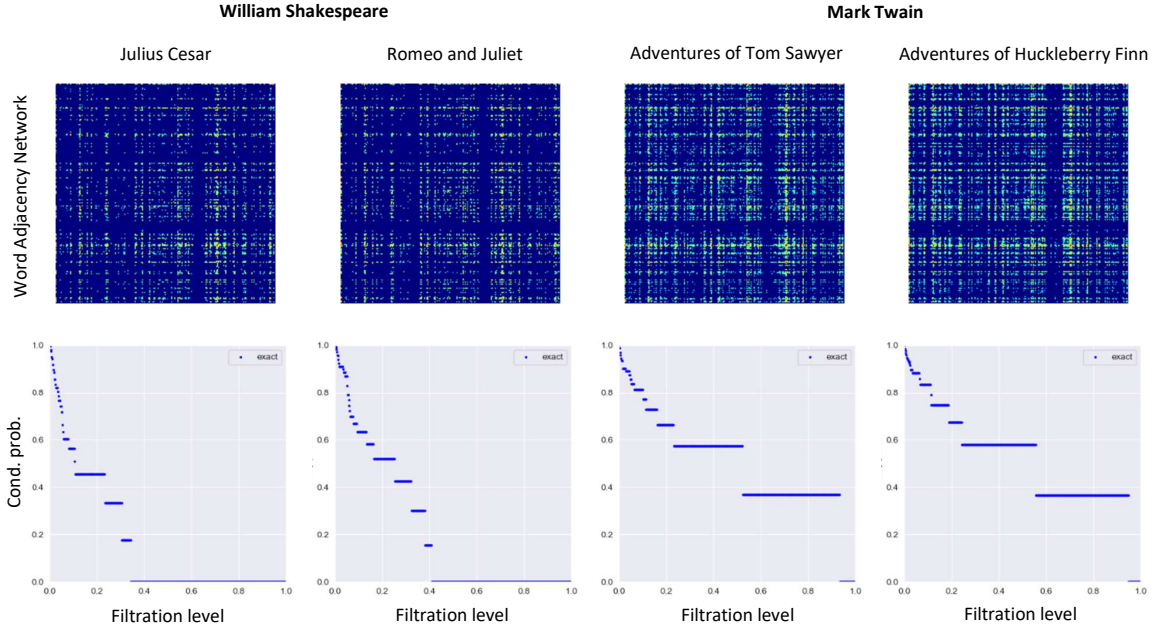 William Shakespeare
Mark Twain
Julius Cesar
Romeo and Juliet
Adventures of Tom Sawyer
Adventures of Huckleberry Finn
Word Adjacency Network
Cond. prob.
1.0
0.8
0.6
0.4
0.2
0.0
exact
0.0 0.2 0.4 0.6 0.8 1.0
Filtration level
1.0
0.8
0.6
0.4
0.2
0.0
exact
0.0 0.2 0.4 0.6 0.8 1.0
Filtration level
1.0
0.8
0.6
0.4
0.2
0.0
exact
0.0 0.2 0.4 0.6 0.8 1.0
Filtration level
1.0
0.8
0.6
0.4
0.2
0.0
exact
0.0 0.2 0.4 0.6 0.8 1.0
Filtration level